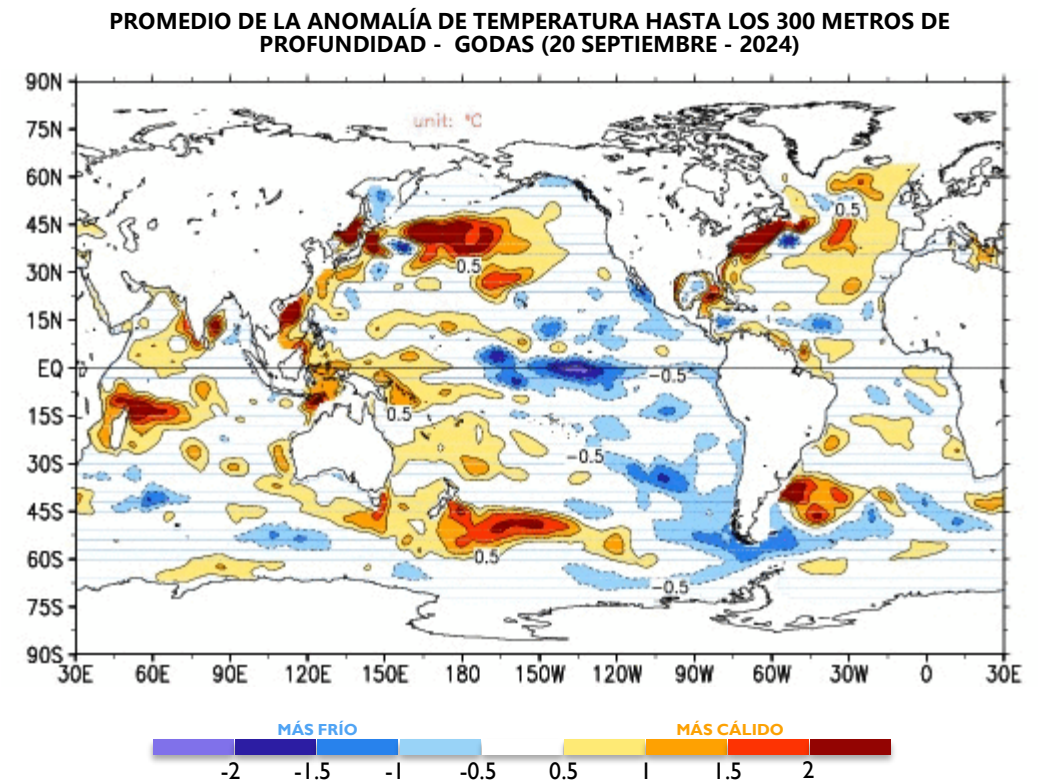 PROMEDIO DE LA ANOMALÍA DE TEMPERATURA HASTA LOS 300 METROS DE
PROFUNDIDAD - GODAS (20 SEPTIEMBRE - 2024)
90N
unit: °C
75N
60N
0.5
45N
0.5
30N
15N
EQ
-0.5
0.5
15S
-0.5
30S
45S
0.5
60S
-0.5
75S
90S
30E 60E 90E 120E 150E 180 150W 120W 90W 60W 30W 0 30E
MÁS FRÍO MÁS CÁLIDO
-2 -1.5 -1 -0.5 0.5 1 1.5 2